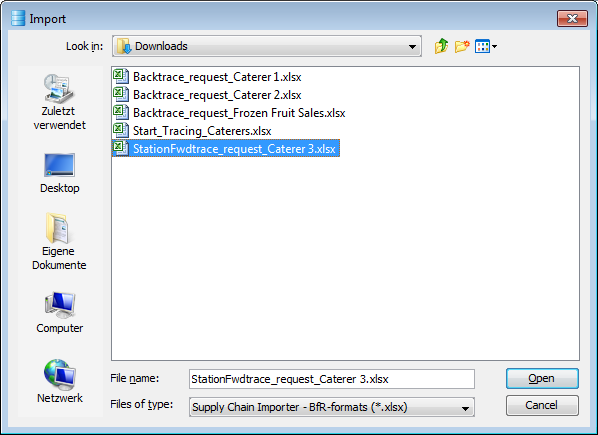 Import
Look in:
Downloads
Zuletzt
verwendet
Desktop
Eigene
Dokumente
Computer
Netzwerk
Backtrace_request_Caterer 1.xlsx
Backtrace_request_Caterer 2.xlsx
Backtrace_request_Frozen Fruit Sales.xlsx
Start_Tracing_Caterers.xlsx
StationFwdtrace_request_Caterer 3.xlsx
File name:
StationFwdtrace_request_Caterer 3.xlsx
Open
Files of type:
Supply Chain Importer - BfR-formats (*.xlsx)
Cancel